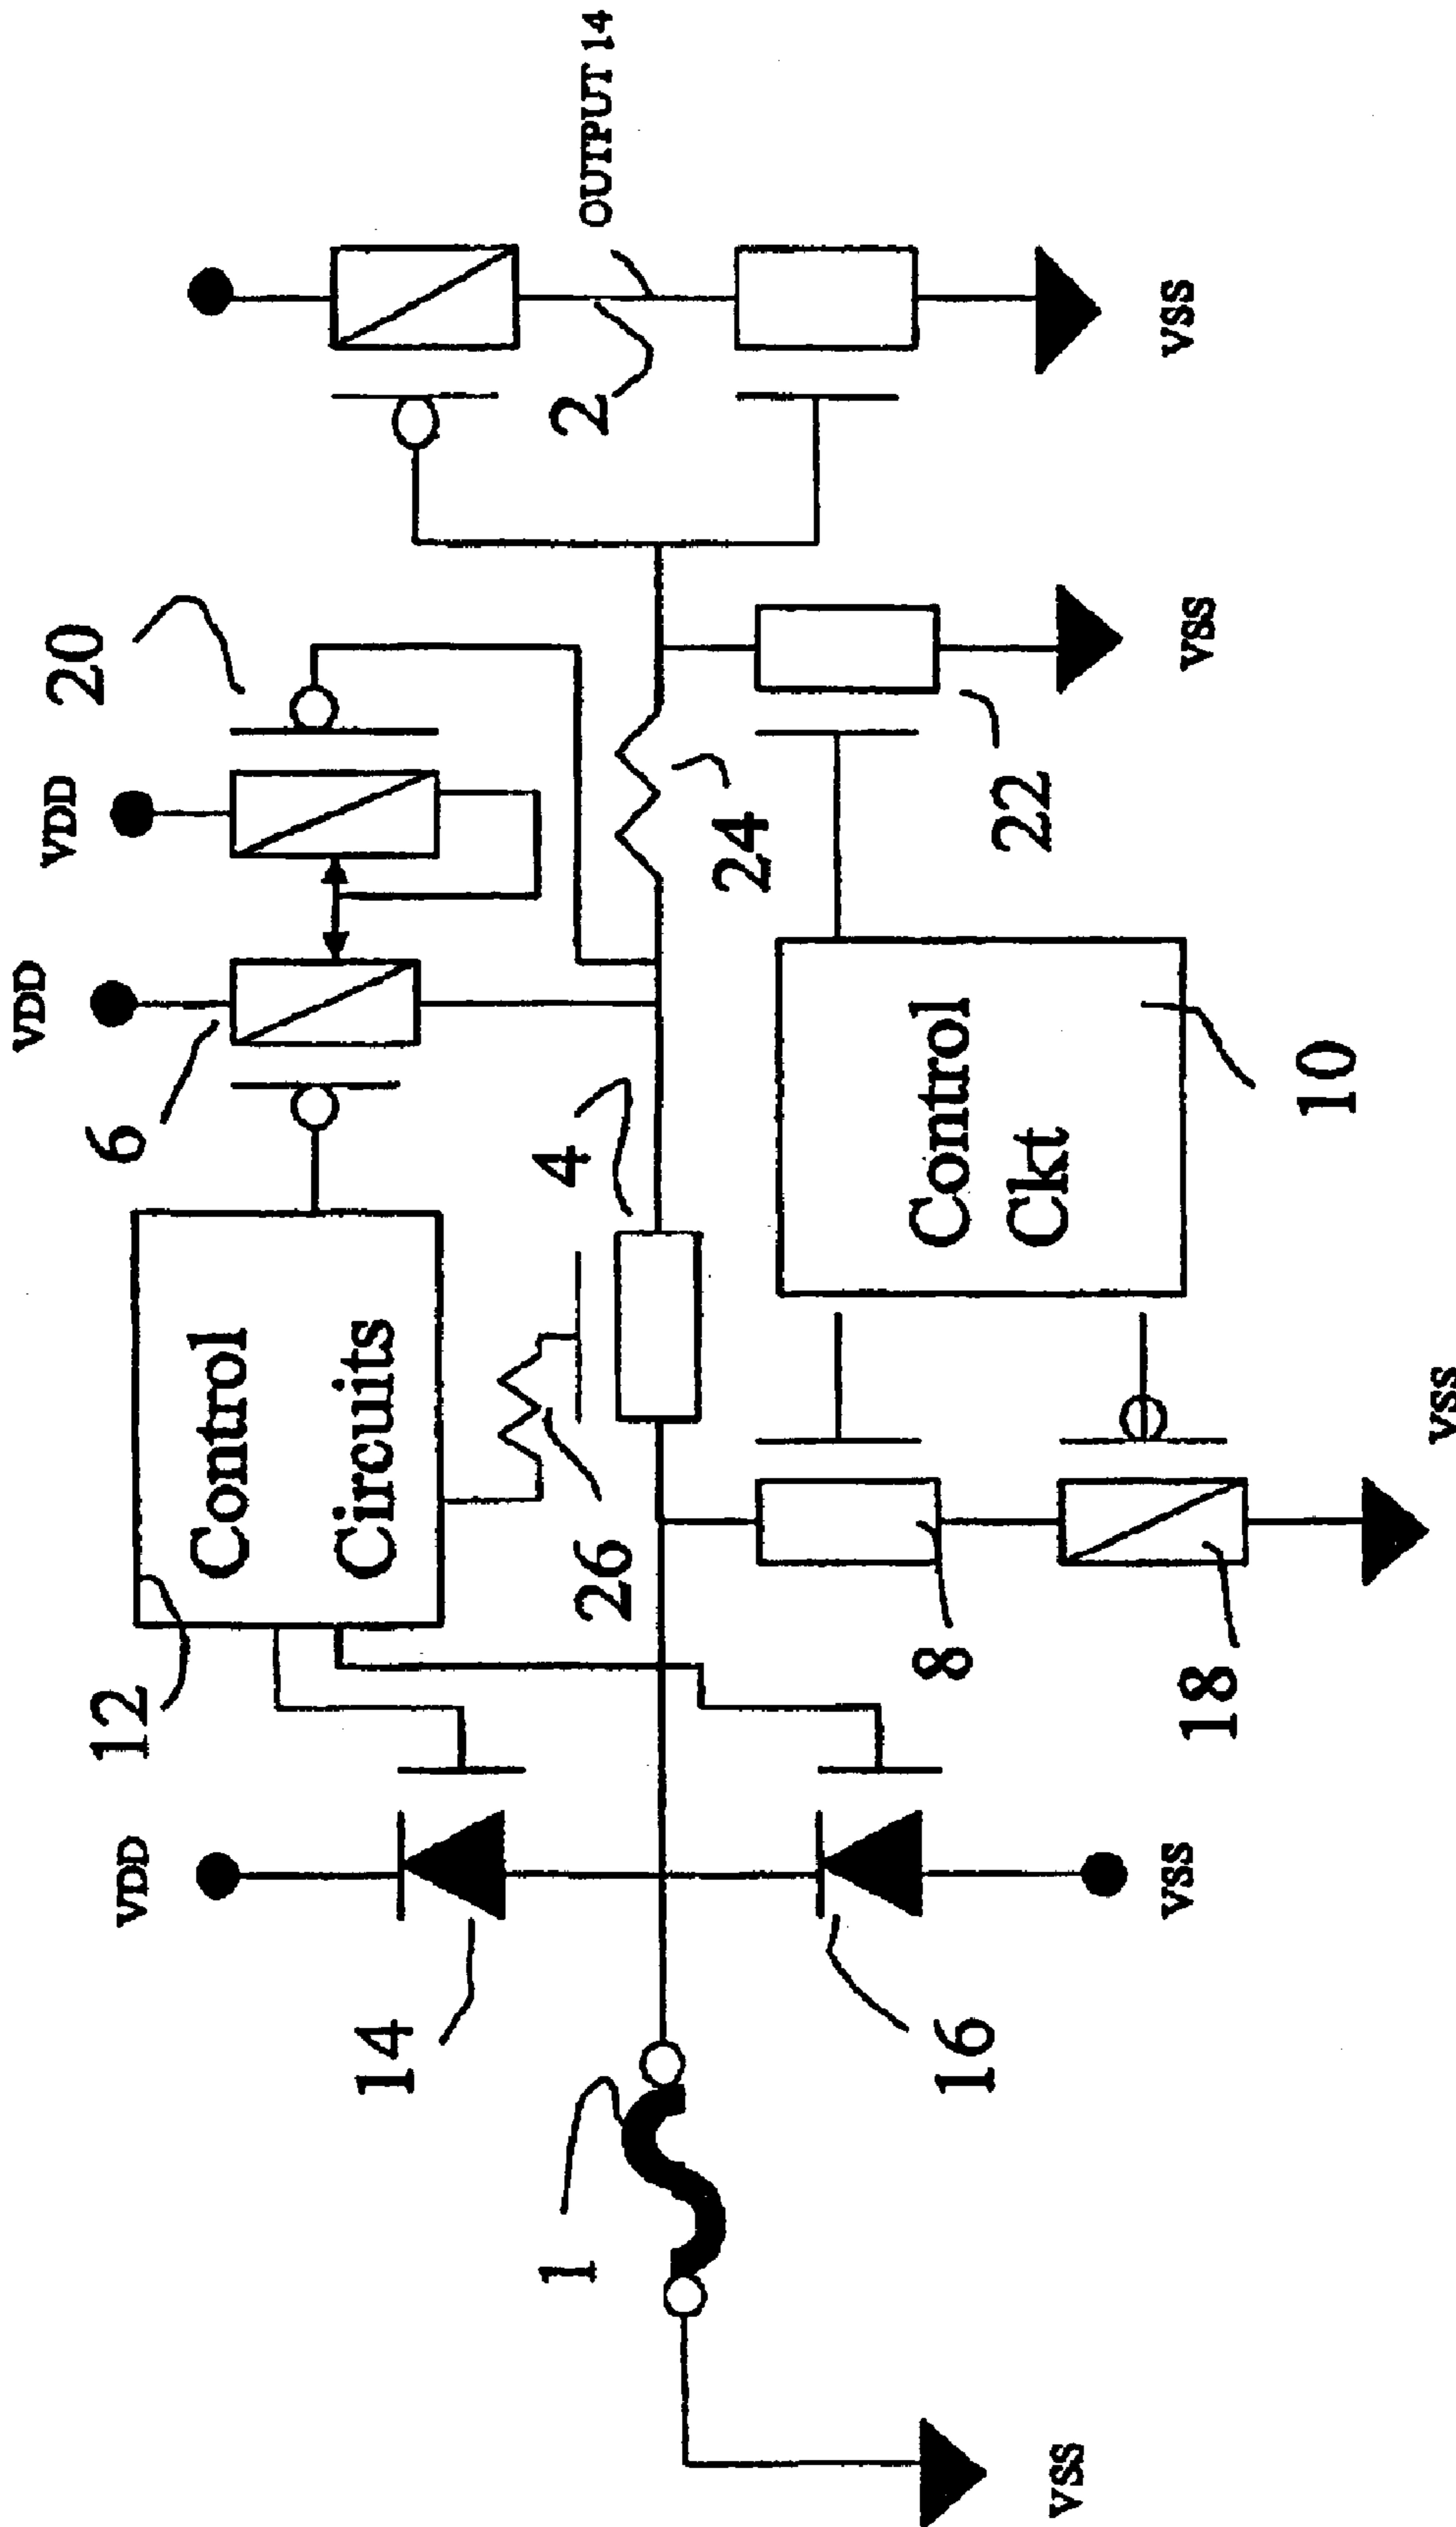 VDD
VDD
20
VDD
12
6
Control
Circuits
14
1
26
4
2
OUTPUT 14
24
16
8
Control
Ckt
22
VSS
VSS
18
10
VSS
VSS
VSS